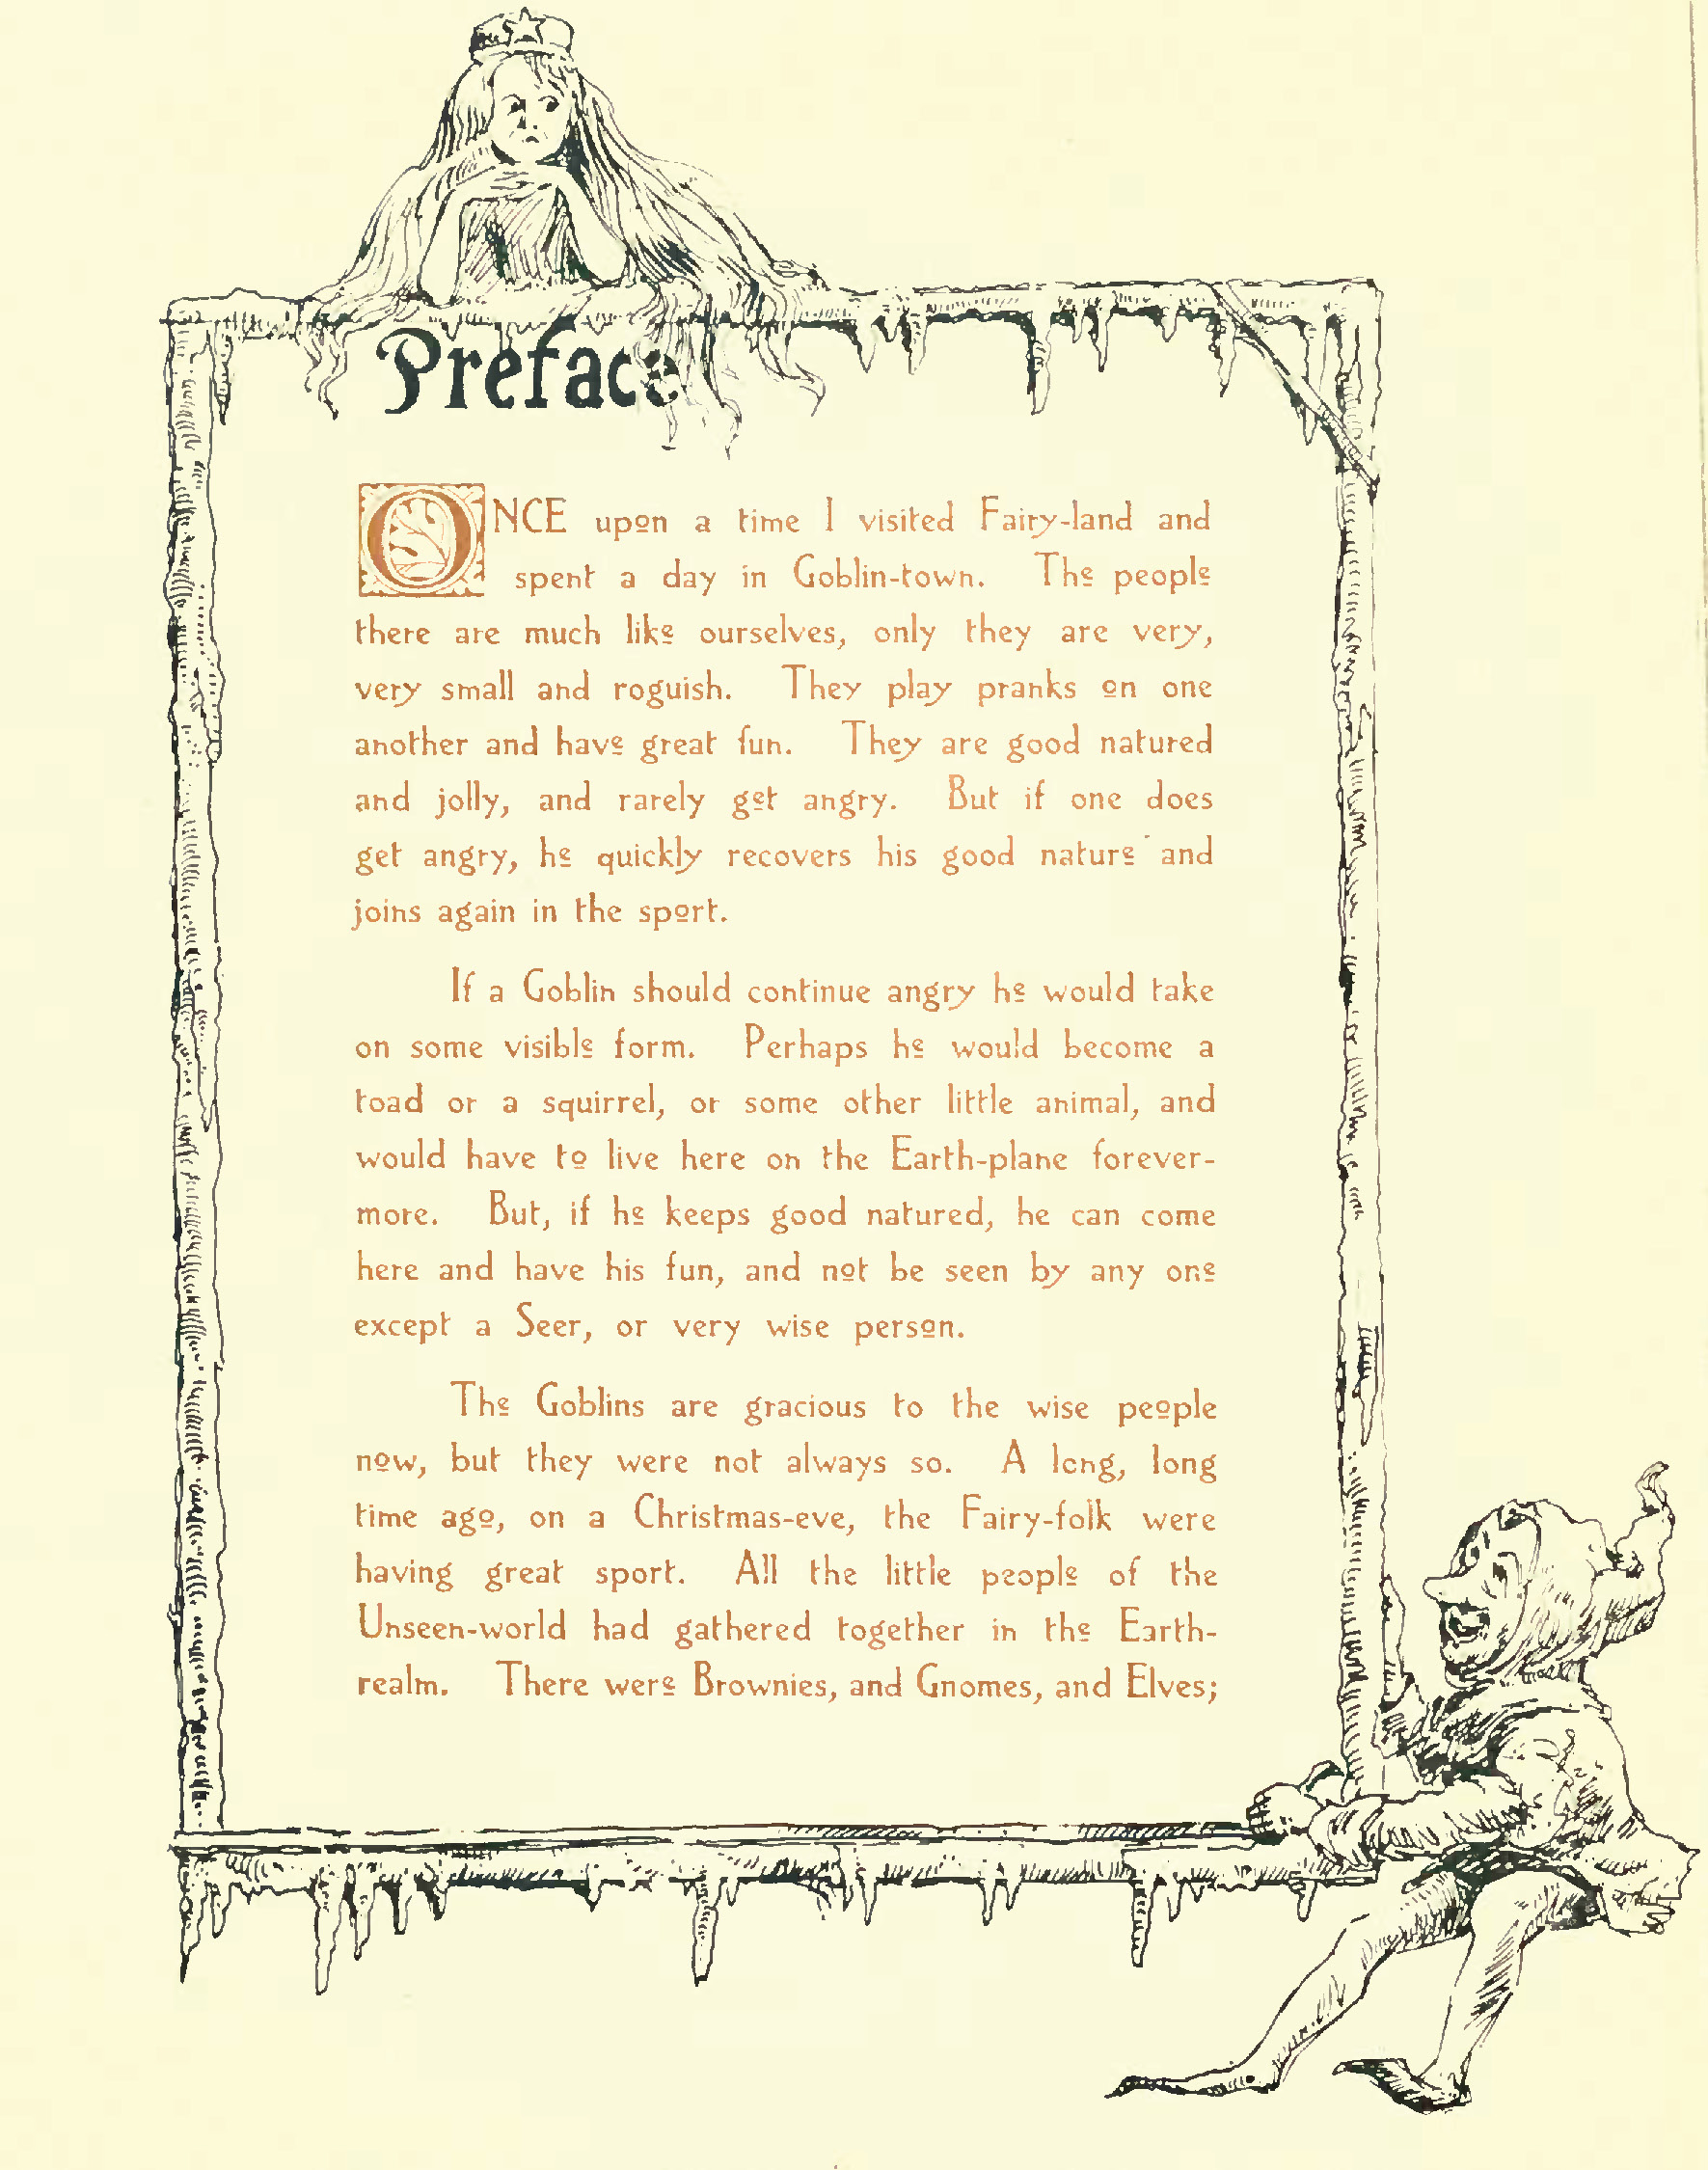 Preface
ONCE upon a time I visited Fairy-land and
spent a day in Goblin-town. The people
there are much like ourselves, only they are very,
very small and roguish. They play pranks on one
another and have great fun. They are good natured
and jolly, and rarely get angry. But if one does
get angry, he quickly recovers his good nature and
joins again in the sport.
If a Goblin should continue angry he would take
on some visible form. Perhaps he would become a
toad or a squirrel, or some other little animal, and
would have to live here on the Earth-plane forever-
more. But, if he keeps good natured, he can come
here and have his fun, and not be seen by any one
except a Seer, or very wise person.
The Goblins are gracious to the wise people
now, but they were not always so. A long, long
time ago, on a Christmas-eve, the Fairy-folk were
having great sport. All the little people of the
Unseen-world had gathered together in the Earth-
realm. There were Brownies, and Gnomes, and Elves;